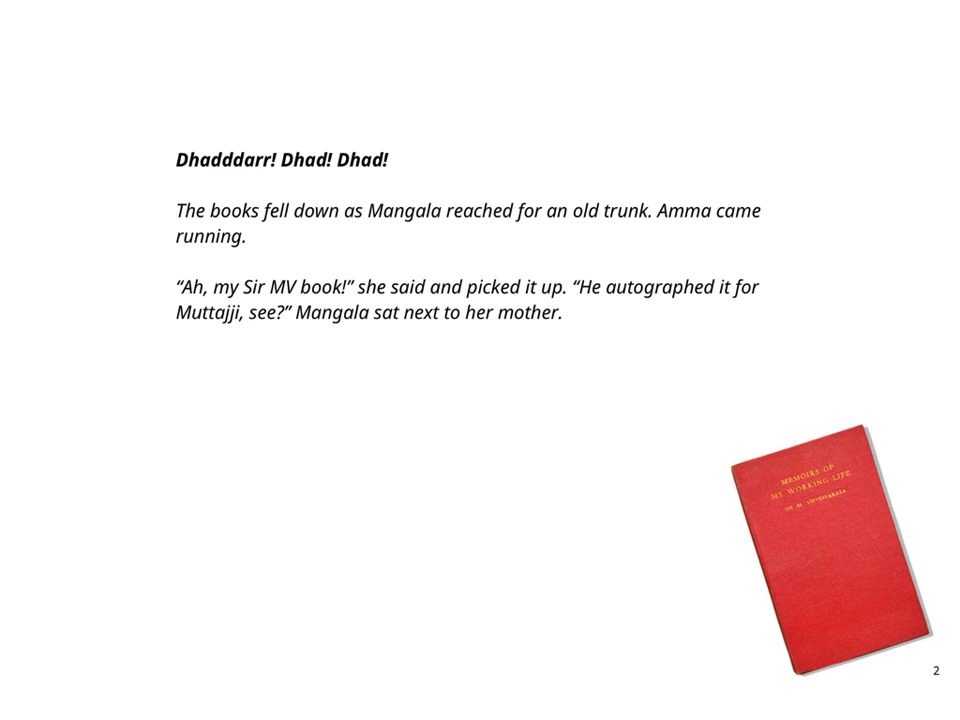 Dhadddarr! Dhad! Dhad!
The books fell down as Mangala reached for an old trunk. Amma came
running.
“Ah, my Sir MV book!” she said and picked it up. “He autographed it for
Muttajji, see?” Mangala sat next to her mother.
MEMOIRS OF
MY WORKING LIFE
SIR M. VISVESVARAYA
2